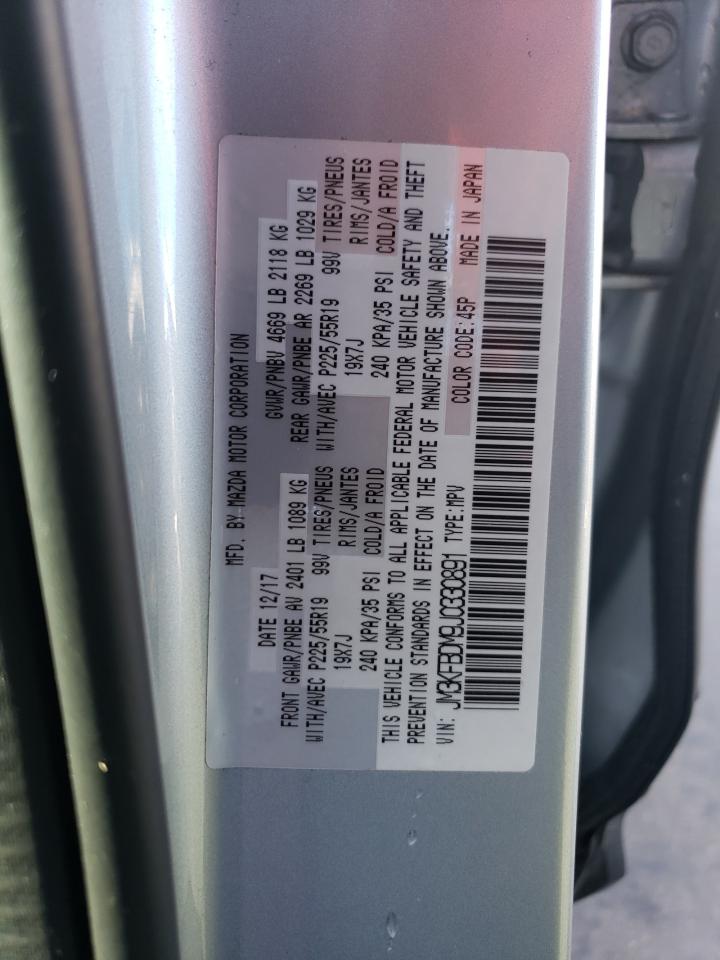 MFD. BY MAZDA MOTOR CORPORATION
DATE 12/17 GVWR/PNBV 4669 LB 2118 KG
FRONT GAWR/PNBE AV 2401 LB 1089 KG REAR GAWR/PNBE AR 2269 LB 1029 KG
WITH/AVEC P225/55R19 99V TIRES/PNEUS WITH/AVEC P225/55R19 99V TIRES/PNEUS
19X7J RIMS/JANTES 19X7J RIMS/JANTES
240 KPA/35 PSI COLD/A FROID 240 KPA/35 PSI COLD/A FROID
THIS VEHICLE CONFORMS TO ALL APPLICABLE FEDERAL MOTOR VEHICLE SAFETY AND THEFT
PREVENTION STANDARDS IN EFFECT ON THE DATE OF MANUFACTURE SHOWN ABOVE.
VIN: JM3KFBDM9J0330891 TYPE:MPV COLOR CODE:45P MADE IN JAPAN